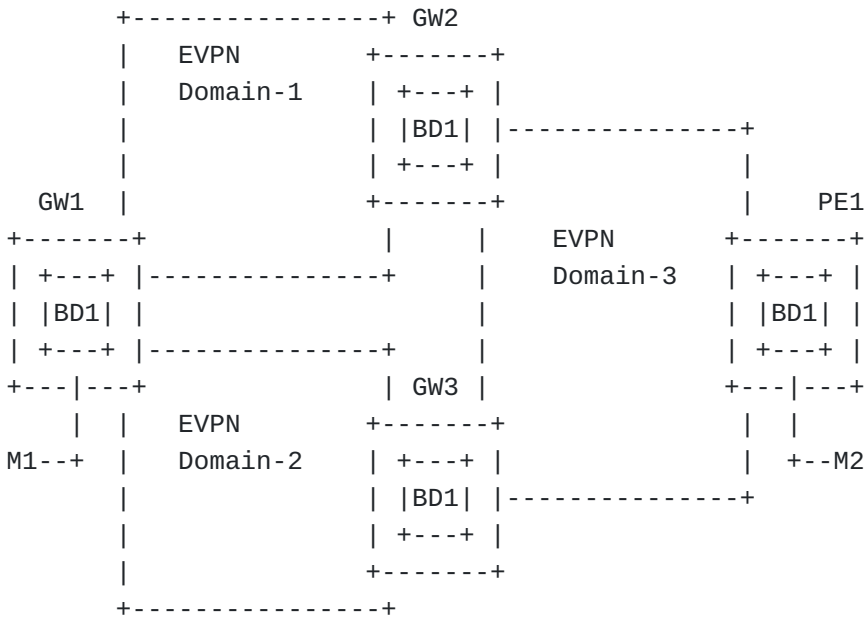 GW2
EVPN
Domain-1
BD1
GW1 PE1
EVPN
Domain-3
BD1 BD1
GW3
EVPN
M1 Domain-2 M2
BD1